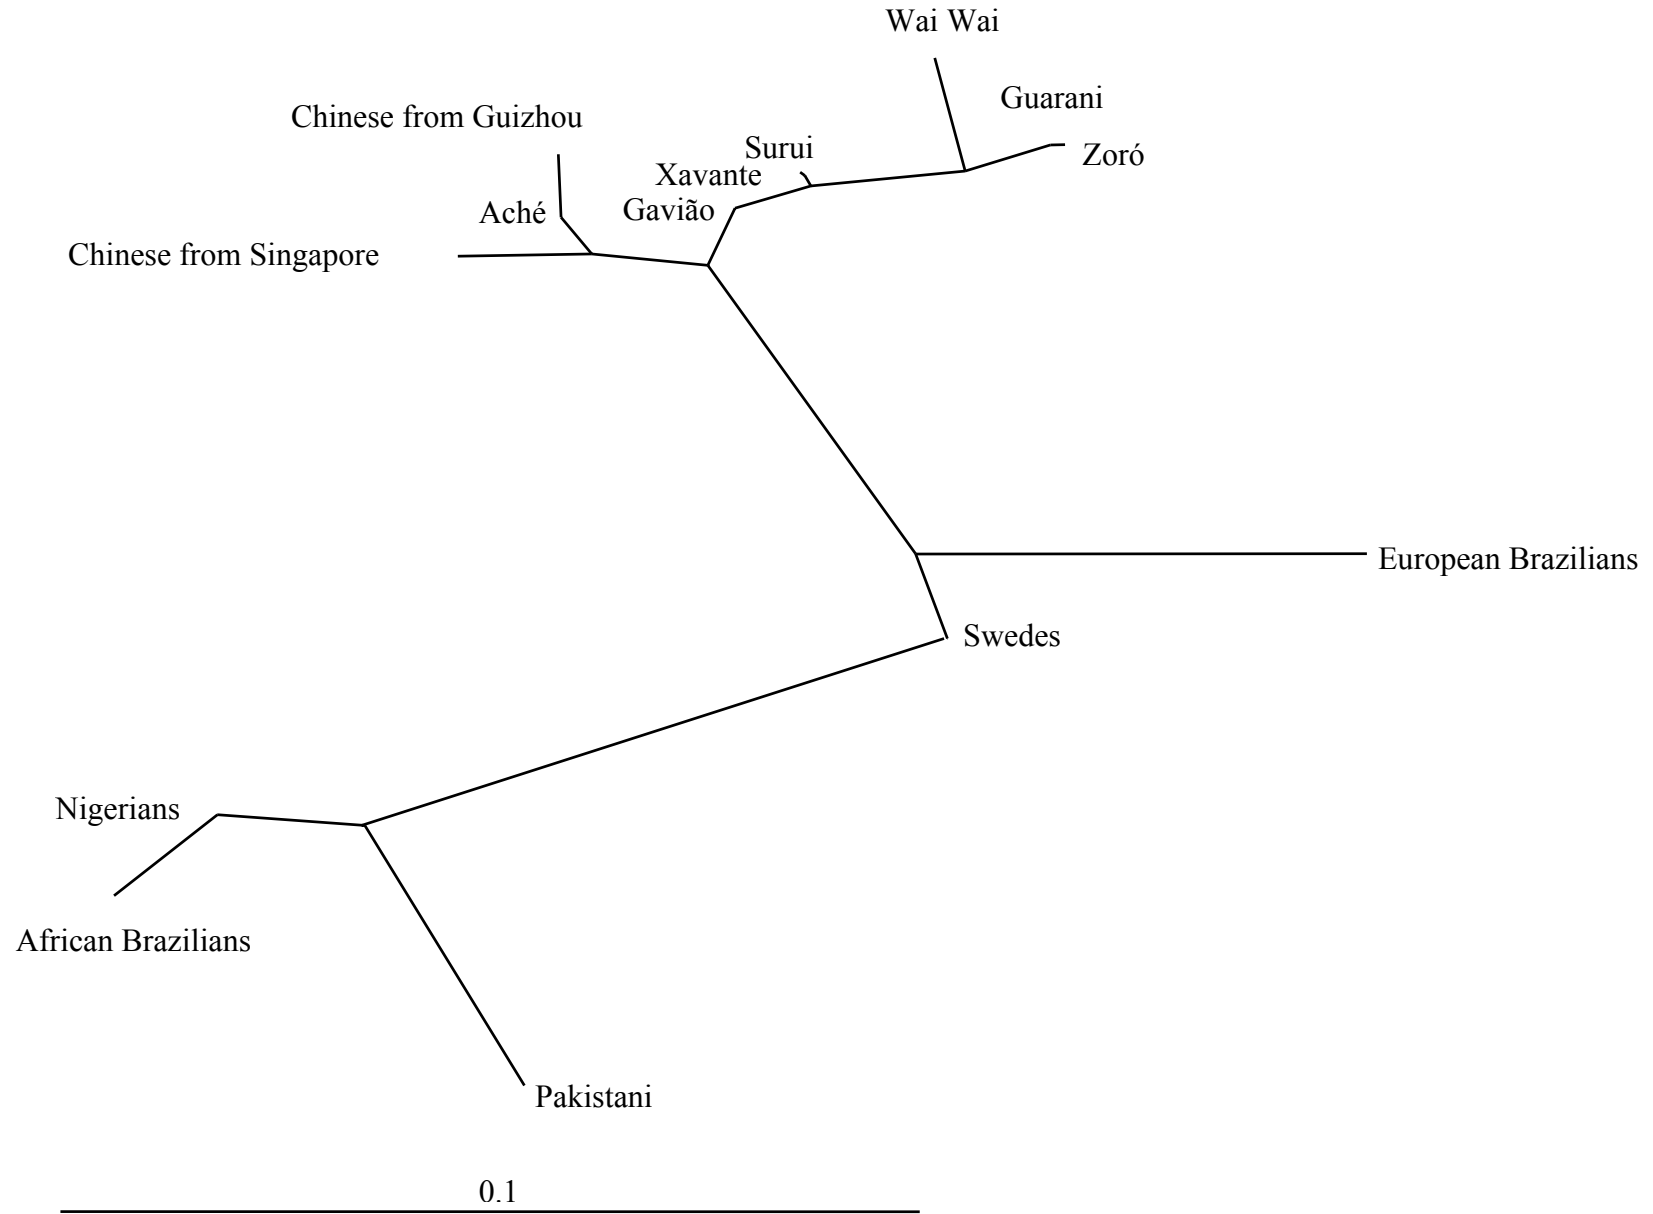 Wai Wai
Guarani
Chinese from Guizhou
Surui
Zoró
Xavante
Gavião
Aché
Chinese from Singapore
European Brazilians
Swedes
Nigerians
African Brazilians
Pakistani
0.1